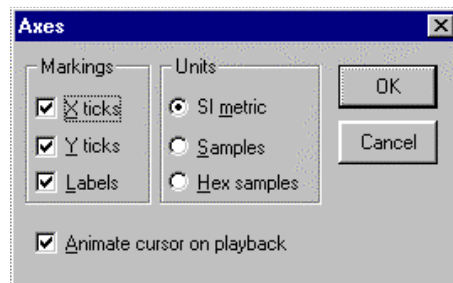 Axes
Markings
X ticks
Y ticks
Labels
Units
SI metric
Samples
Hex samples
OK
Cancel
Animate cursor on playback